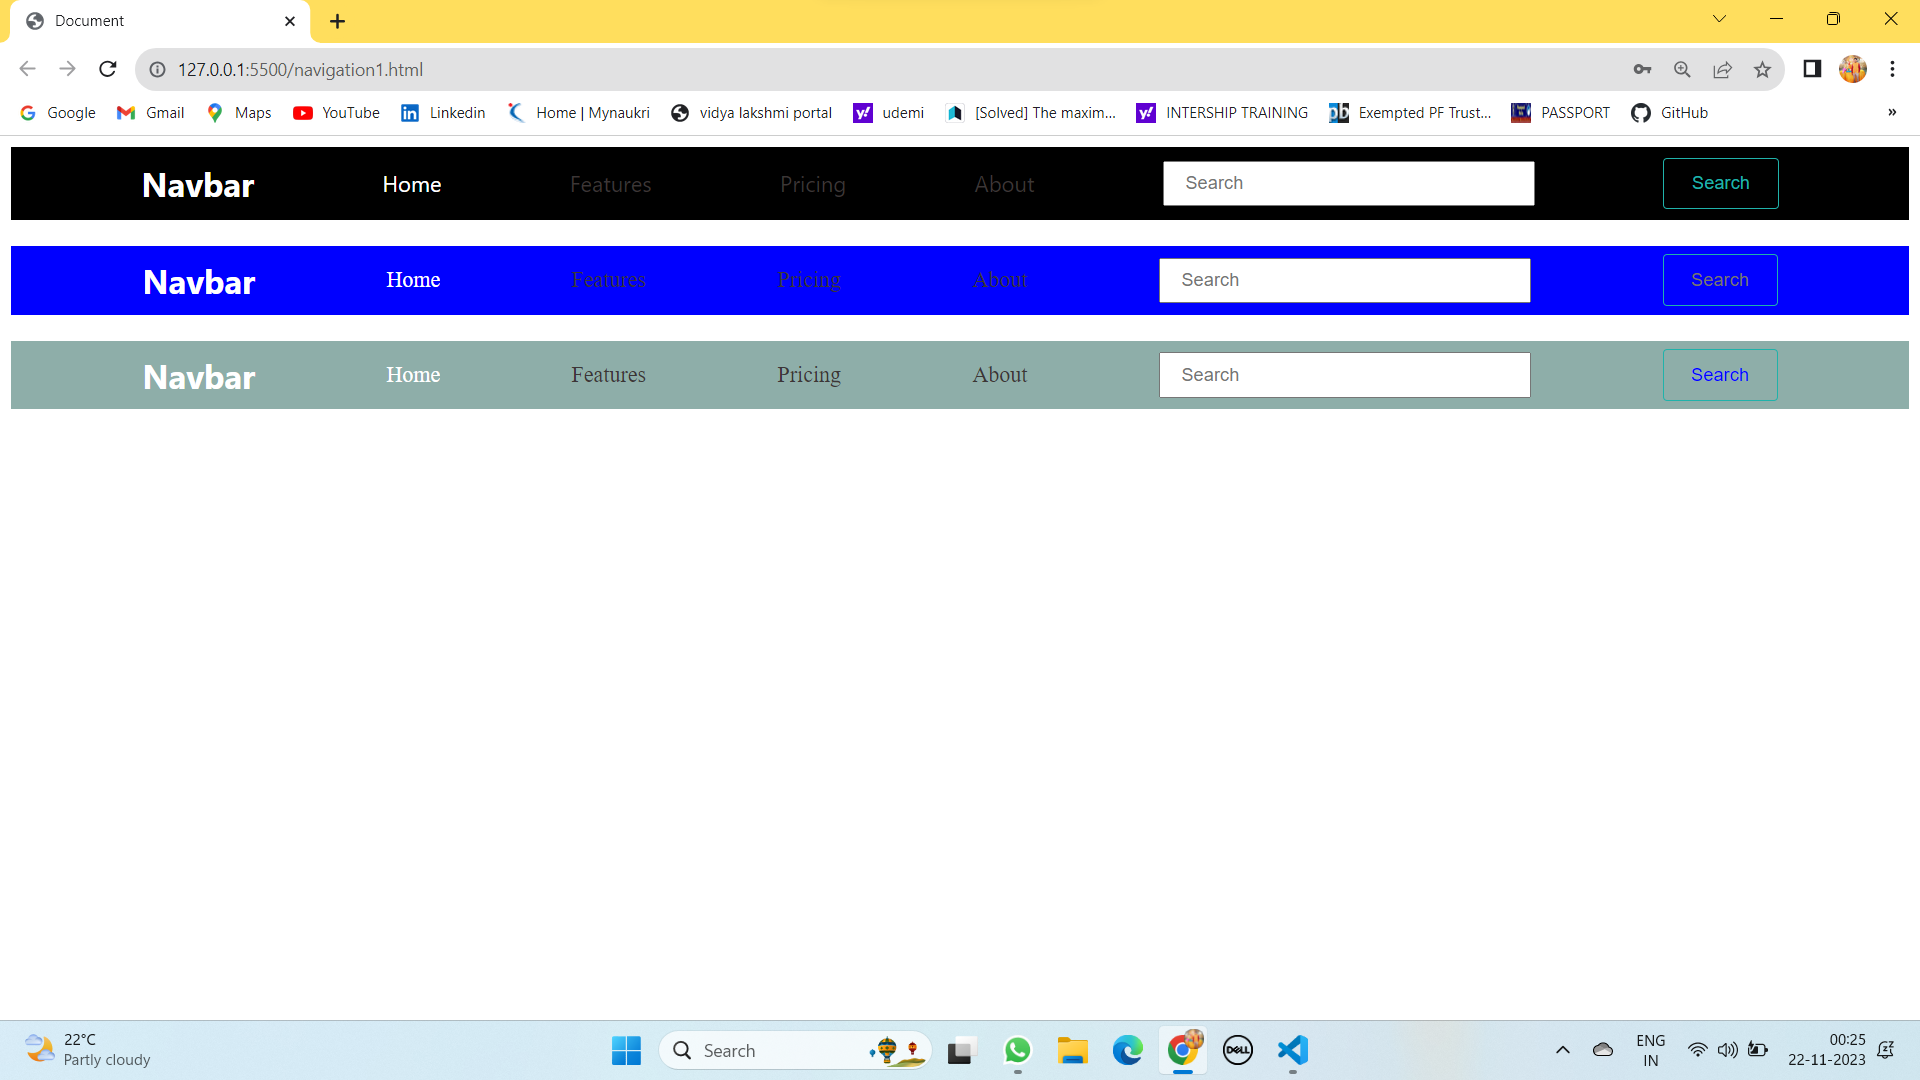 Document
127.0.0.1:5500/navigation1.html
Google Gmail Maps YouTube Linkedin Home | Mynaukri vidya lakshmi portal udemi [Solved] The maxim... INTERSHIP TRAINING Exempted PF Trust... PASSPORT GitHub »
Navbar Home Features Pricing About Search Search
Navbar Home Features Pricing About Search Search
Navbar Home Features Pricing About Search Search
22°C
Partly cloudy
Search
DELL
ENG
IN
00:25
22-11-2023